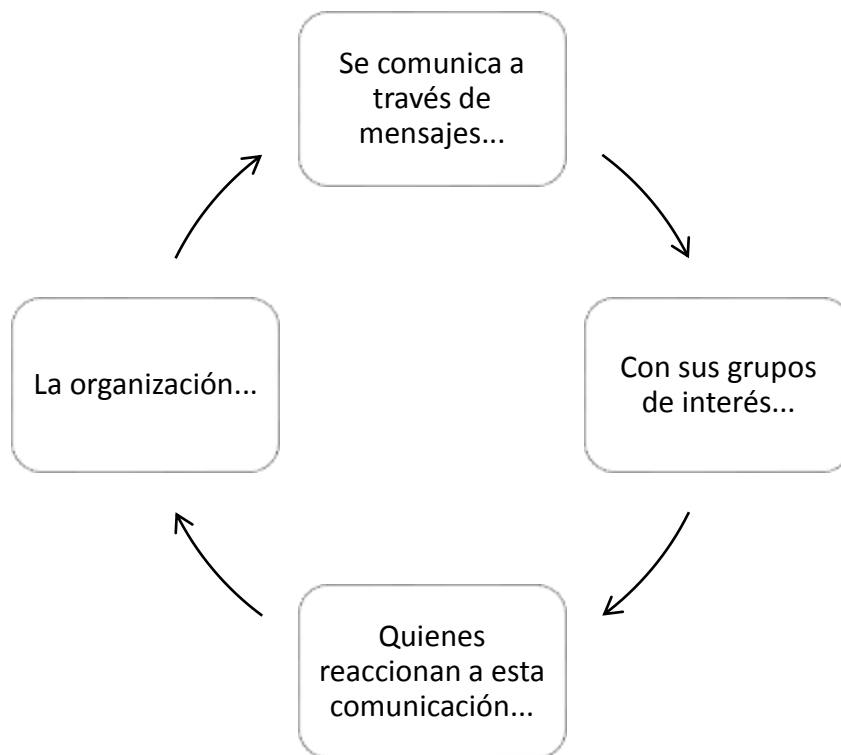 Se comunica a
través de
mensajes...
Con sus grupos
de interés...
Quienes
reaccionan a esta
comunicación...
La organización...